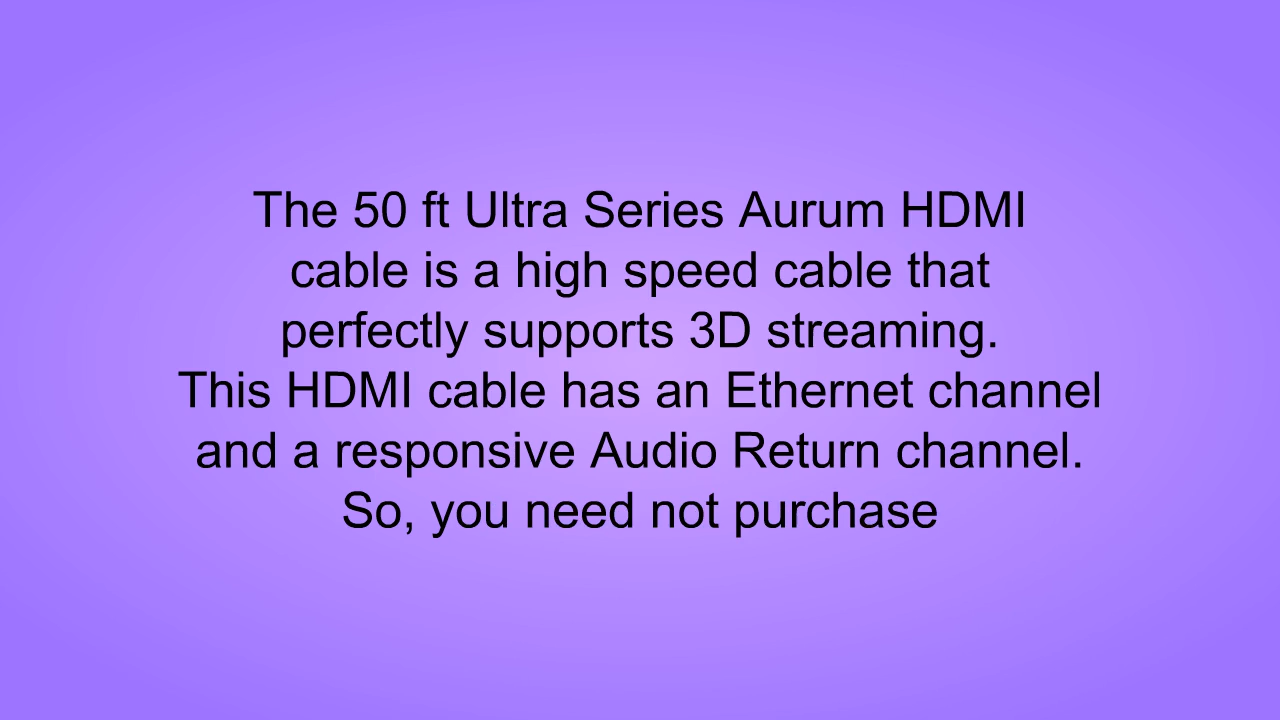 The 50 ft Ultra Series Aurum HDMI
cable is a high speed cable that
perfectly supports 3D streaming.
This HDMI cable has an Ethernet channel
and a responsive Audio Return channel.
So, you need not purchase